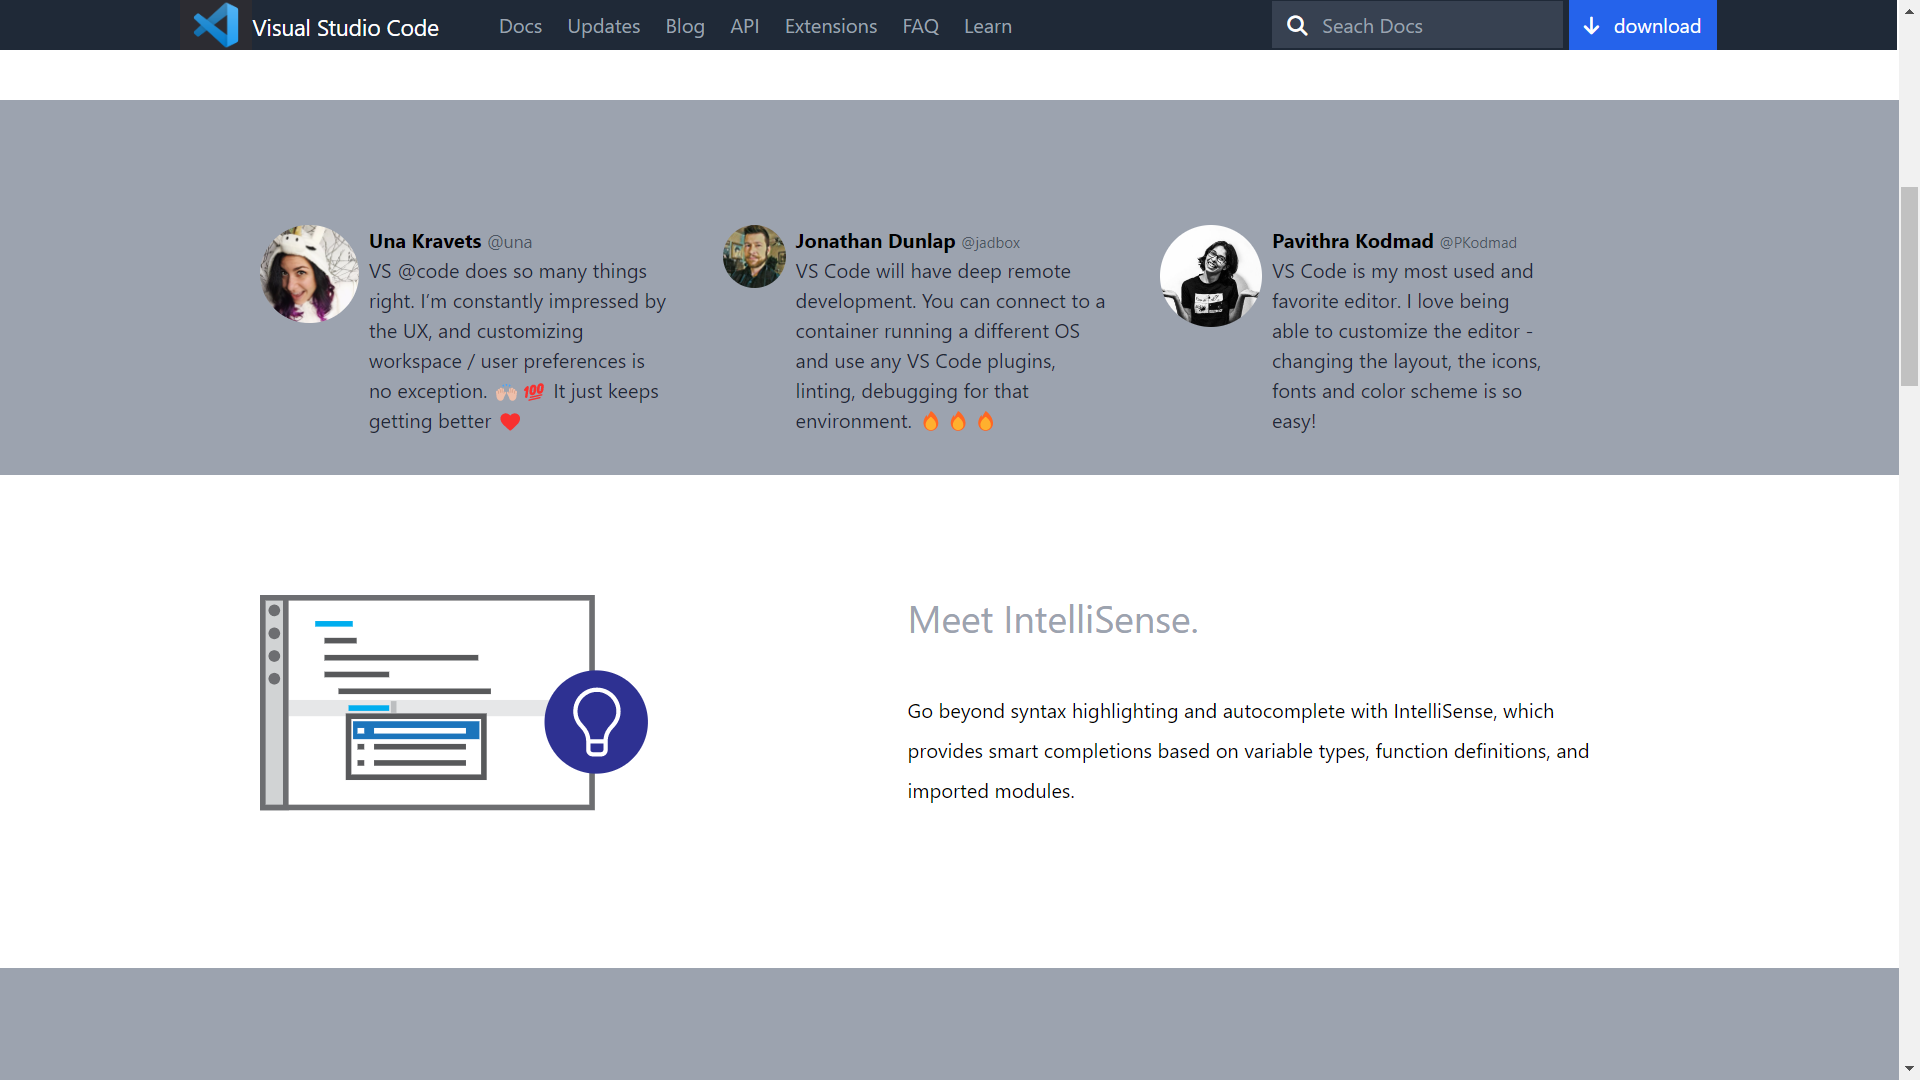 Visual Studio Code Docs Updates Blog API Extensions FAQ Learn Seach Docs download
Una Kravets @una
VS @code does so many things
right. I’m constantly impressed by
the UX, and customizing
workspace / user preferences is
no exception. 🙌🏻 💯 It just keeps
getting better ♥
Jonathan Dunlap @jadbox
VS Code will have deep remote
development. You can connect to a
container running a different OS
and use any VS Code plugins,
linting, debugging for that
environment. 🔥 🔥 🔥
Pavithra Kodmad @PKodmad
VS Code is my most used and
favorite editor. I love being
able to customize the editor -
changing the layout, the icons,
fonts and color scheme is so
easy!
Meet IntelliSense.
Go beyond syntax highlighting and autocomplete with IntelliSense, which
provides smart completions based on variable types, function definitions, and
imported modules.